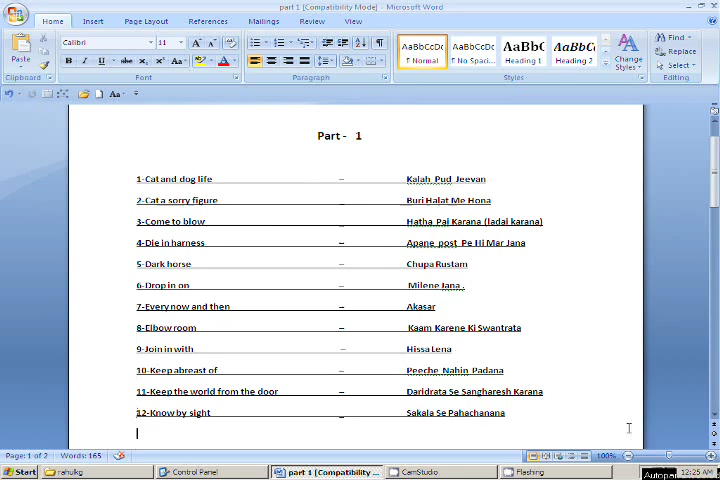 part 1 [Compatibility Mode] - Microsoft Word
Home Insert Page Layout References Mailings Review View
Paste
Calibri 11
B I U abe x₂ x² Aa
Clipboard Font Paragraph Styles Editing
AaBbCcDc AaBbCcDc AaBbC AaBbCc
¶ Normal ¶ No Spaci... Heading 1 Heading 2
Change Styles
Find
Replace
Select
Aa
Part - 1
1-Cat and dog life – Kalah Pud Jeevan
2-Cat a sorry figure _ Buri Halat Me Hona
3-Come to blow – Hatha Pai Karana (ladai karana)
4-Die in harness – Apane post Pe Hi Mar Jana
5-Dark horse – Chupa Rustam
6-Drop in on – Milene Jana .
7-Every now and then – Akasar
8-Elbow room – Kaam Karene Ki Swantrata
9-Join in with – Hissa Lena
10-Keep abreast of – Peeche Nahin Padana
11-Keep the world from the door – Daridrata Se Sangharesh Karana
12-Know by sight – Sakala Se Pahachanana
Page: 1 of 2 Words: 165 100%
Start rahulkg Control Panel part 1 [Compatibility ... CamStudio Flashing 12:25 AM